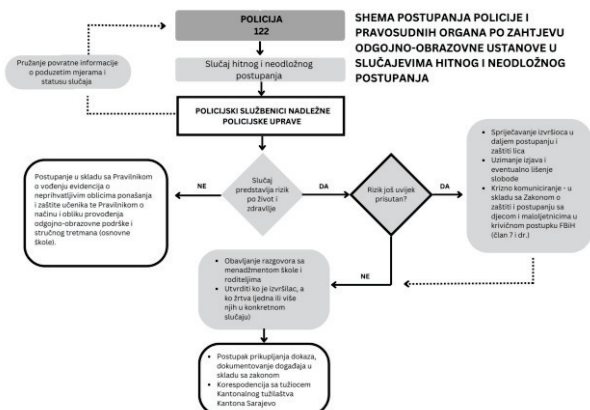 POLICIJA
122
SHEMA POSTUPANJA POLICIJE I
PRAVOSUDNIH ORGANA PO ZAHTJEVU
ODGOJNO-OBRAZOVNE USTANOVE U
SLUČAJEVIMA HITNOG I NEODLOŽNOG
POSTUPANJA
Pružanje povratne informacije
o poduzetim mjerama i
statusu slučaja
Slučaj hitnog i neodložnog
postupanja
POLICIJSKI SLUŽBENICI NADLEŽNE
POLICIJSKE UPRAVE
Postupanje u skladu sa Pravilnikom
o vođenju evidencija o
neprihvatljivim oblicima ponašanja
i zaštite učenika te Pravilnikom o
načinu i obliku provođenja
odgojno-obrazovne podrške i
stručnog tretmana (osnovne
škole).
NE
Slučaj
predstavlja rizik
po život i
zdravlje
DA
Rizik još uvijek
prisutan?
DA
• Spriječavanje izvršioca u
daljem postupanju i
zaštiti lica
• Uzimanje izjava i
eventualno lišenje
slobode
• Krizno komuniciranje - u
skladu sa Zakonom o
zaštiti i postupanju sa
djecom i maloljetnicima u
krivičnom postupku FBiH
(član 7 i dr.)
NE
• Obavljanje razgovora sa
menadžmentom škole i
roditeljima
• Utvrditi ko je izvršilac, a
ko žrtva (jedna ili više
njih u konkretnom
slučaju)
• Postupak prikupljanja dokaza,
dokumentovanje događaja u
skladu sa zakonom
• Korespodencija sa tužiocem
Kantonalnog tužilaštva
Kantona Sarajevo